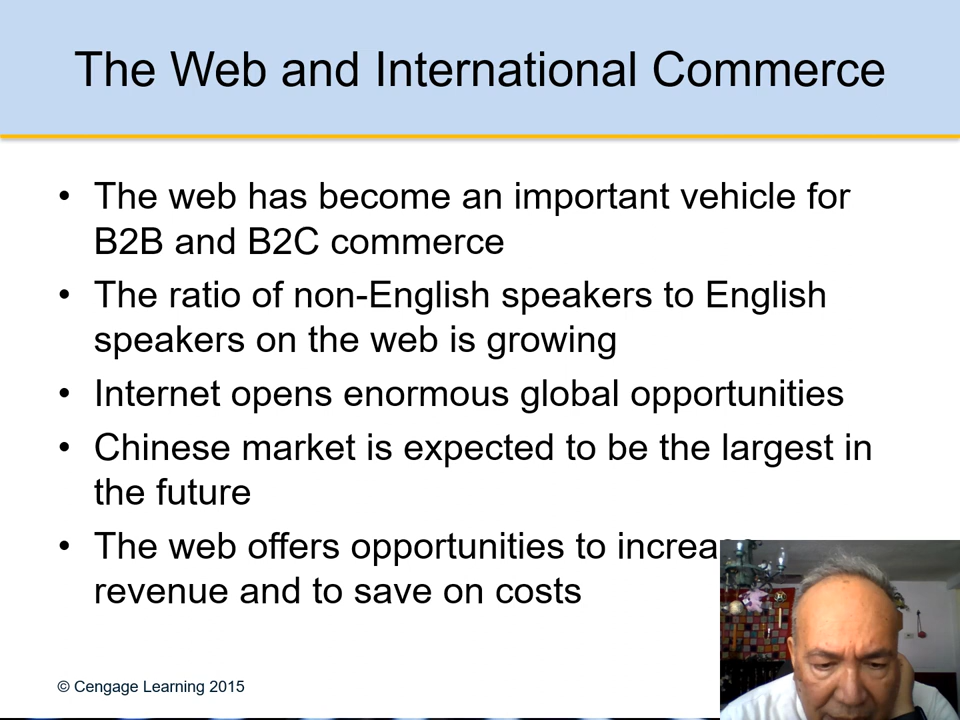 The Web and International Commerce
• The web has become an important vehicle for
B2B and B2C commerce
• The ratio of non-English speakers to English
speakers on the web is growing
• Internet opens enormous global opportunities
• Chinese market is expected to be the largest in
the future
• The web offers opportunities to increase
revenue and to save on costs
© Cengage Learning 2015